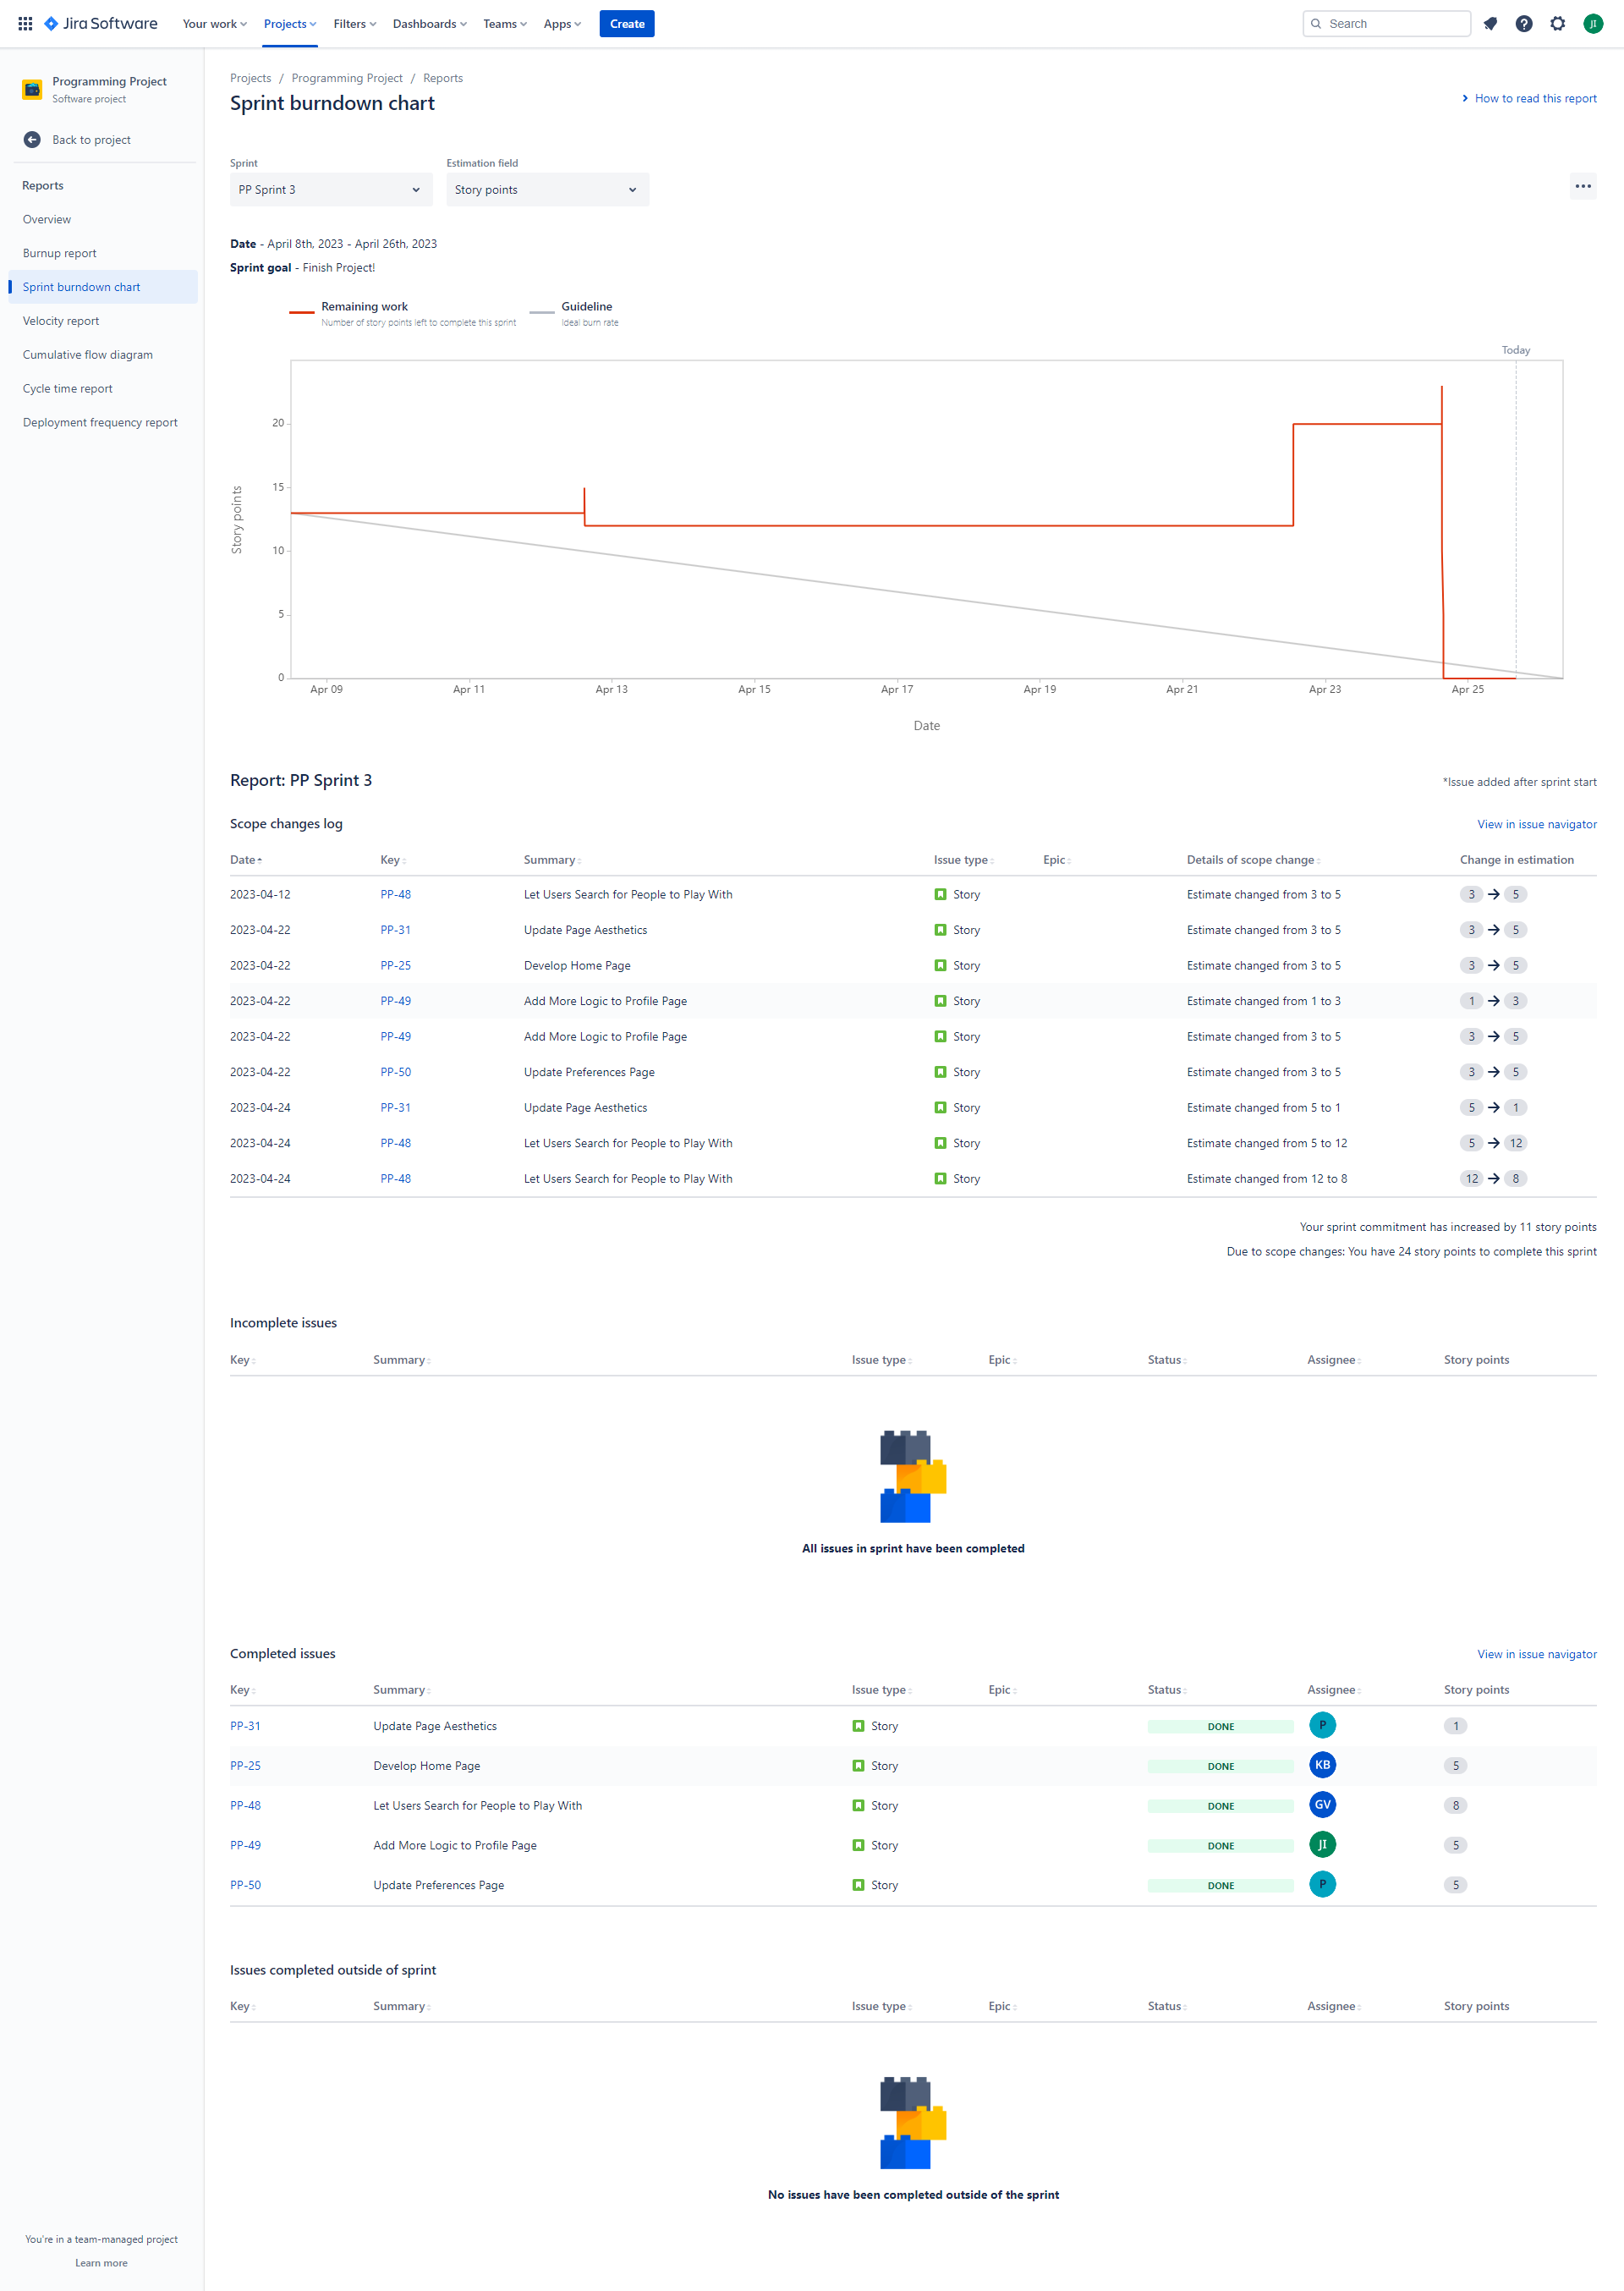 Jira Software Your work Projects Filters Dashboards Teams Apps Create Search JI
Programming Project
Software project
Back to project
Reports
Overview
Burnup report
Sprint burndown chart
Velocity report
Cumulative flow diagram
Cycle time report
Deployment frequency report
Projects / Programming Project / Reports
Sprint burndown chart
How to read this report
Sprint Estimation field
PP Sprint 3 Story points
Date - April 8th, 2023 - April 26th, 2023
Sprint goal - Finish Project!
Remaining work Guideline
Number of story points left to complete this sprint Ideal burn rate
Today
20
15
10
5
0
Story points
Apr 09 Apr 11 Apr 13 Apr 15 Apr 17 Apr 19 Apr 21 Apr 23 Apr 25
Date
Report: PP Sprint 3 *Issue added after sprint start
Scope changes log View in issue navigator
Date Key Summary Issue type Epic Details of scope change Change in estimation
2023-04-12 PP-48 Let Users Search for People to Play With Story Estimate changed from 3 to 5 3 → 5
2023-04-22 PP-31 Update Page Aesthetics Story Estimate changed from 3 to 5 3 → 5
2023-04-22 PP-25 Develop Home Page Story Estimate changed from 3 to 5 3 → 5
2023-04-22 PP-49 Add More Logic to Profile Page Story Estimate changed from 1 to 3 1 → 3
2023-04-22 PP-49 Add More Logic to Profile Page Story Estimate changed from 3 to 5 3 → 5
2023-04-22 PP-50 Update Preferences Page Story Estimate changed from 3 to 5 3 → 5
2023-04-24 PP-31 Update Page Aesthetics Story Estimate changed from 5 to 1 5 → 1
2023-04-24 PP-48 Let Users Search for People to Play With Story Estimate changed from 5 to 12 5 → 12
2023-04-24 PP-48 Let Users Search for People to Play With Story Estimate changed from 12 to 8 12 → 8
Your sprint commitment has increased by 11 story points
Due to scope changes: You have 24 story points to complete this sprint
Incomplete issues
Key Summary Issue type Epic Status Assignee Story points
All issues in sprint have been completed
Completed issues View in issue navigator
Key Summary Issue type Epic Status Assignee Story points
PP-31 Update Page Aesthetics Story DONE P 1
PP-25 Develop Home Page Story DONE KB 5
PP-48 Let Users Search for People to Play With Story DONE GV 8
PP-49 Add More Logic to Profile Page Story DONE JI 5
PP-50 Update Preferences Page Story DONE P 5
Issues completed outside of sprint
Key Summary Issue type Epic Status Assignee Story points
No issues have been completed outside of the sprint
You're in a team-managed project
Learn more